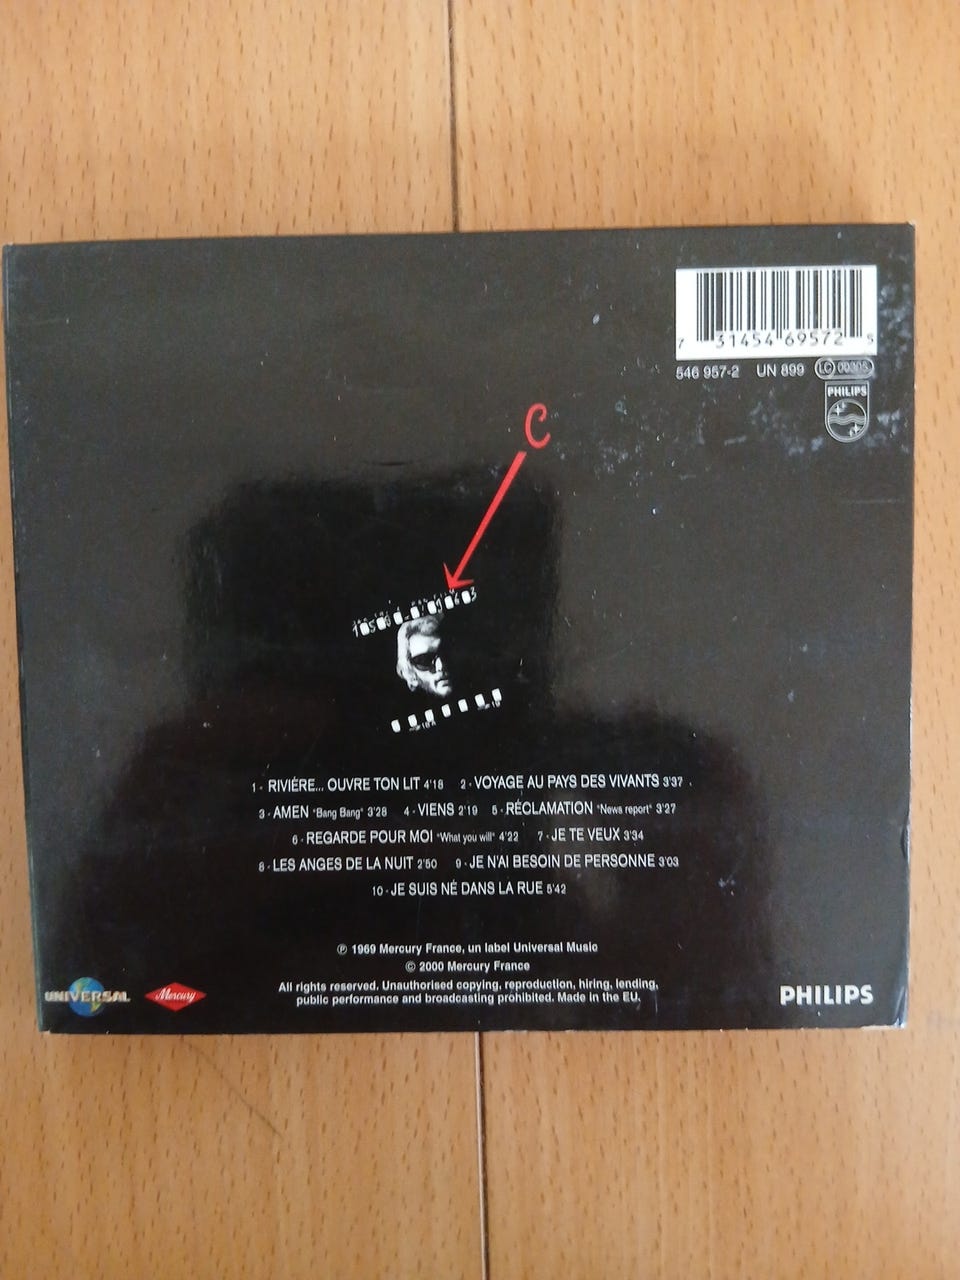 7 31454 69572 5
546 957-2 UN 899 LC 00305
PHILIPS
C
1 - RIVIÈRE... OUVRE TON LIT 4'18 2 - VOYAGE AU PAYS DES VIVANTS 3'37
3 - AMEN "Bang Bang" 3'28 4 - VIENS 2'19 5 - RÉCLAMATION "News report" 3'27
6 - REGARDE POUR MOI "What you will" 4'22 7 - JE TE VEUX 3'34
8 - LES ANGES DE LA NUIT 2'50 9 - JE N'AI BESOIN DE PERSONNE 3'03
10 - JE SUIS NÉ DANS LA RUE 5'42
℗ 1969 Mercury France, un label Universal Music
© 2000 Mercury France
All rights reserved. Unauthorised copying, reproduction, hiring, lending,
public performance and broadcasting prohibited. Made in the EU.
UNIVERSAL
Mercury
PHILIPS